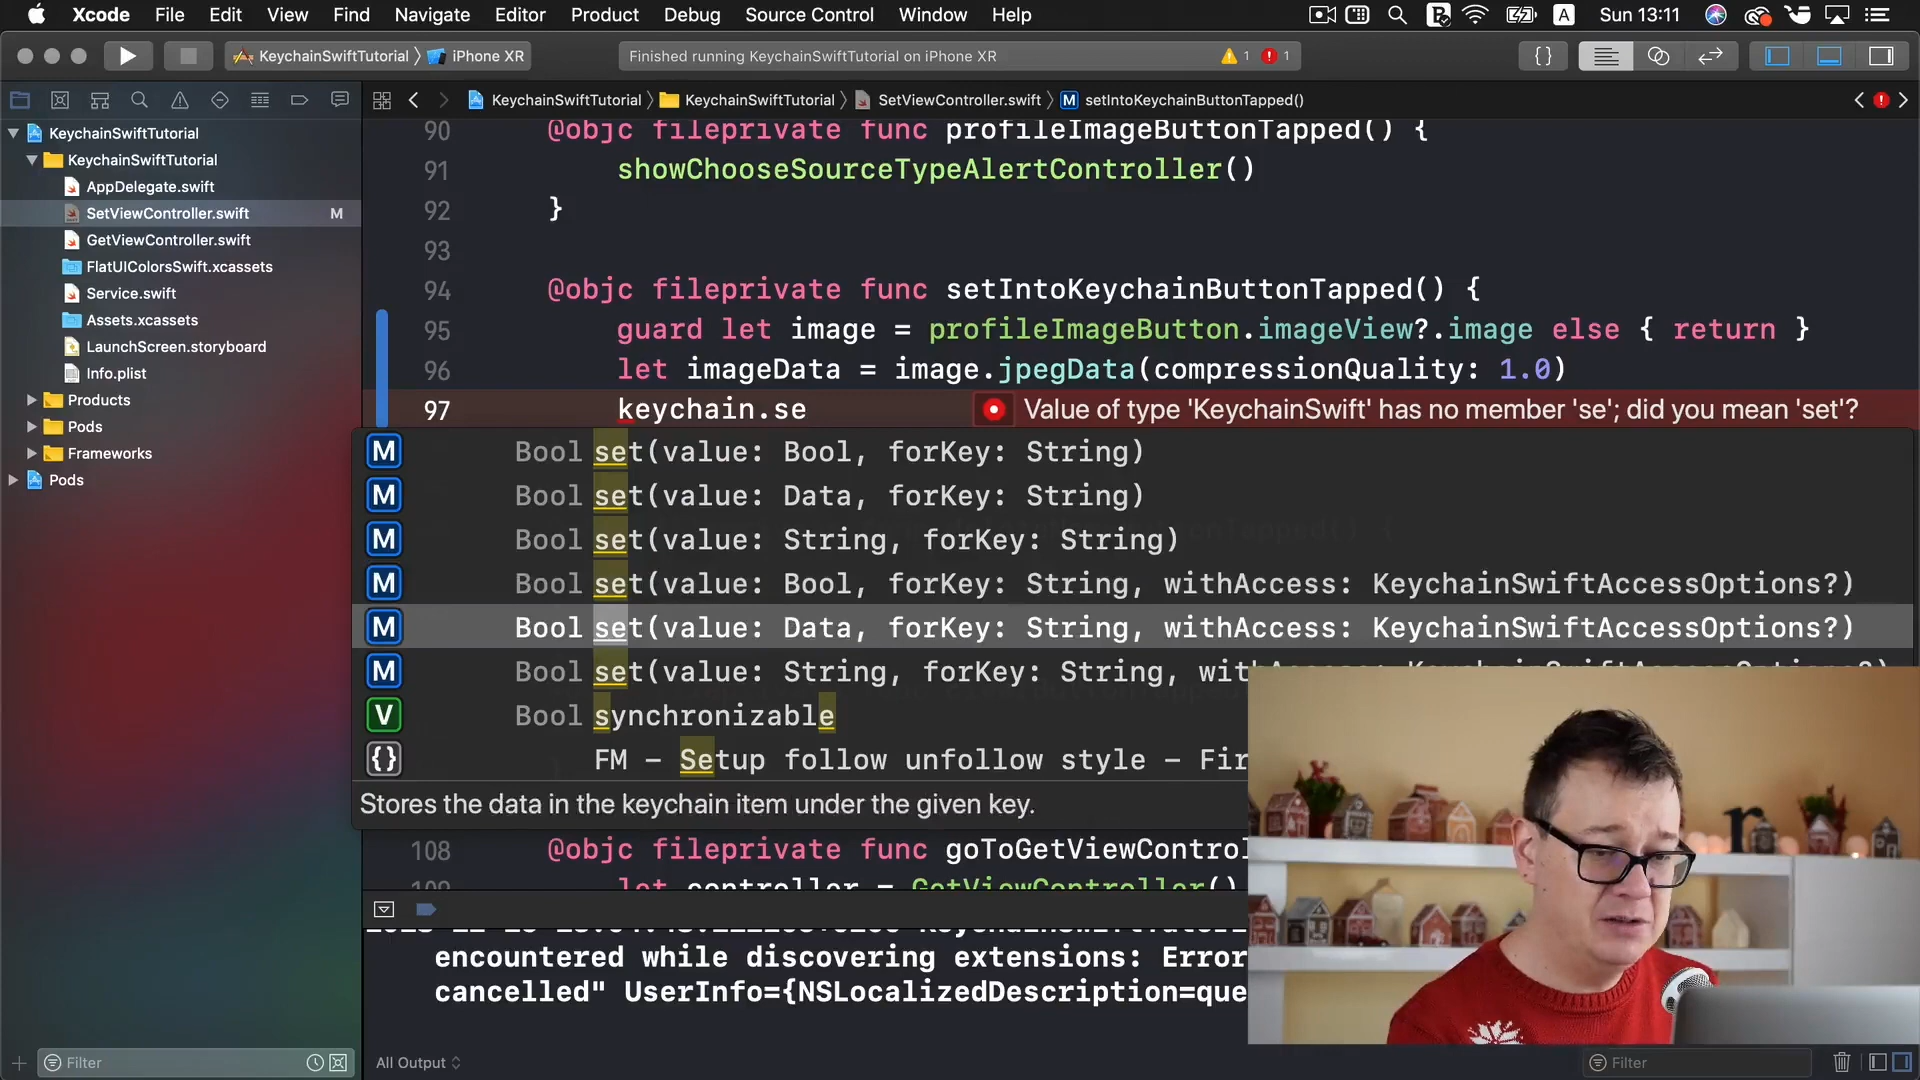 Xcode File Edit View Find Navigate Editor Product Debug Source Control Window Help A Sun 13:11
KeychainSwiftTutorial iPhone XR Finished running KeychainSwiftTutorial on iPhone XR 1 1 {}
KeychainSwiftTutorial KeychainSwiftTutorial SetViewController.swift M setIntoKeychainButtonTapped()
KeychainSwiftTutorial
KeychainSwiftTutorial
AppDelegate.swift
SetViewController.swift M
GetViewController.swift
FlatUIColorsSwift.xcassets
Service.swift
Assets.xcassets
LaunchScreen.storyboard
Info.plist
Products
Pods
Frameworks
Pods
90 @objc fileprivate func profileImageButtonTapped() {
91 showChooseSourceTypeAlertController()
92 }
93
94 @objc fileprivate func setIntoKeychainButtonTapped() {
95 guard let image = profileImageButton.imageView?.image else { return }
96 let imageData = image.jpegData(compressionQuality: 1.0)
97 keychain.se Value of type 'KeychainSwift' has no member 'se'; did you mean 'set'?
M Bool set(value: Bool, forKey: String)
M Bool set(value: Data, forKey: String)
M Bool set(value: String, forKey: String)
M Bool set(value: Bool, forKey: String, withAccess: KeychainSwiftAccessOptions?)
M Bool set(value: Data, forKey: String, withAccess: KeychainSwiftAccessOptions?)
M Bool set(value: String, forKey: String, withAccess: KeychainSwiftAccessOptions?)
V Bool synchronizable
{} FM – Setup follow unfollow style – Fir
Stores the data in the keychain item under the given key.
108 @objc fileprivate func goToGetViewControl
109 let controller = GetViewController()
encountered while discovering extensions: Error
cancelled" UserInfo={NSLocalizedDescription=que
Filter
All Output
Filter